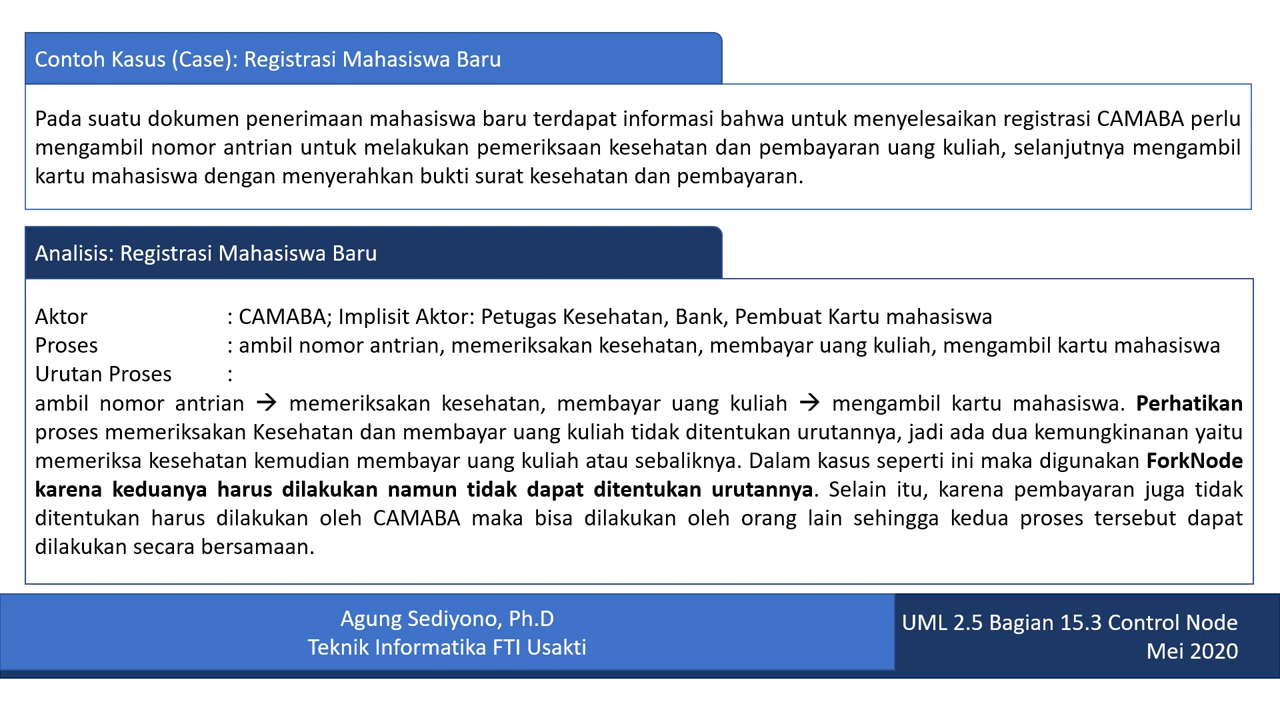 Contoh Kasus (Case): Registrasi Mahasiswa Baru
Pada suatu dokumen penerimaan mahasiswa baru terdapat informasi bahwa untuk menyelesaikan registrasi CAMABA perlu
mengambil nomor antrian untuk melakukan pemeriksaan kesehatan dan pembayaran uang kuliah, selanjutnya mengambil
kartu mahasiswa dengan menyerahkan bukti surat kesehatan dan pembayaran.
Analisis: Registrasi Mahasiswa Baru
Aktor : CAMABA; Implisit Aktor: Petugas Kesehatan, Bank, Pembuat Kartu mahasiswa
Proses : ambil nomor antrian, memeriksakan kesehatan, membayar uang kuliah, mengambil kartu mahasiswa
Urutan Proses :
ambil nomor antrian → memeriksakan kesehatan, membayar uang kuliah → mengambil kartu mahasiswa. Perhatikan
proses memeriksakan Kesehatan dan membayar uang kuliah tidak ditentukan urutannya, jadi ada dua kemungkinanan yaitu
memeriksa kesehatan kemudian membayar uang kuliah atau sebaliknya. Dalam kasus seperti ini maka digunakan ForkNode
karena keduanya harus dilakukan namun tidak dapat ditentukan urutannya. Selain itu, karena pembayaran juga tidak
ditentukan harus dilakukan oleh CAMABA maka bisa dilakukan oleh orang lain sehingga kedua proses tersebut dapat
dilakukan secara bersamaan.
Agung Sediyono, Ph.D
Teknik Informatika FTI Usakti
UML 2.5 Bagian 15.3 Control Node
Mei 2020